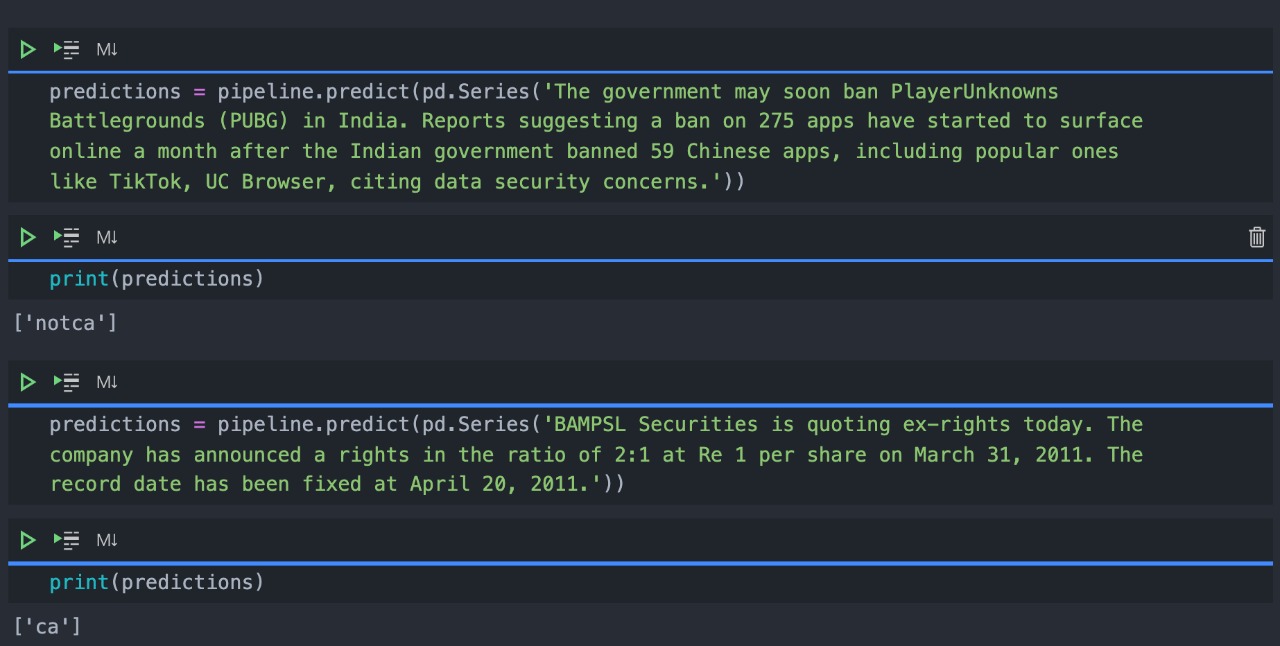 M↓
predictions = pipeline.predict(pd.Series('The government may soon ban PlayerUnknowns
Battlegrounds (PUBG) in India. Reports suggesting a ban on 275 apps have started to surface
online a month after the Indian government banned 59 Chinese apps, including popular ones
like TikTok, UC Browser, citing data security concerns.'))
M↓
print(predictions)
['notca']
M↓
predictions = pipeline.predict(pd.Series('BAMPSL Securities is quoting ex-rights today. The
company has announced a rights in the ratio of 2:1 at Re 1 per share on March 31, 2011. The
record date has been fixed at April 20, 2011.'))
M↓
print(predictions)
['ca']